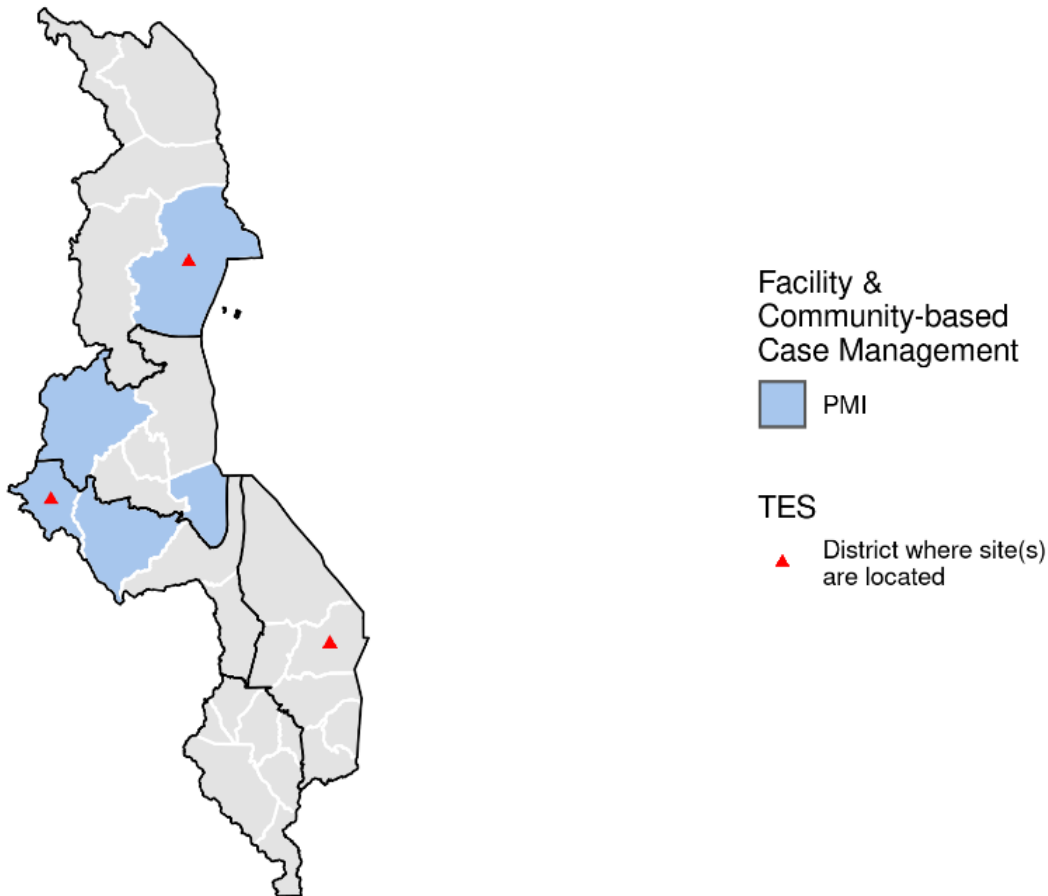 Facility &
Community-based
Case Management
PMI
TES
District where site(s)
are located